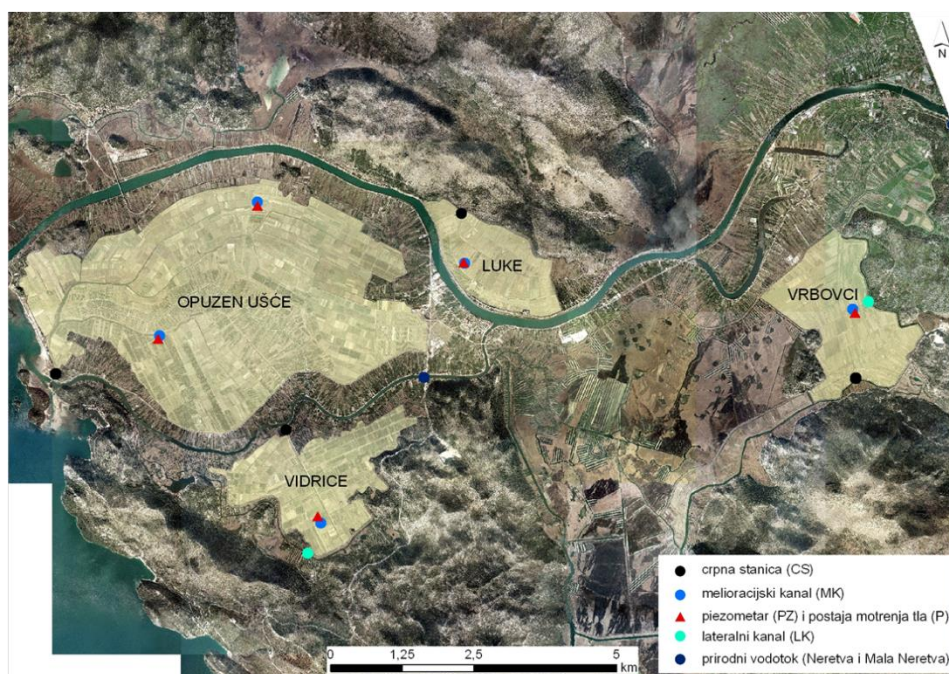 N
LUKE
OPUZEN UŠĆE
VRBOVCI
VIDRICE
crpna stanica (CS)
melioracijski kanal (MK)
piezometar (PZ) i postaja motrenja tla (P)
lateralni kanal (LK)
prirodni vodotok (Neretva i Mala Neretva)
0 1,25 2,5 5
km